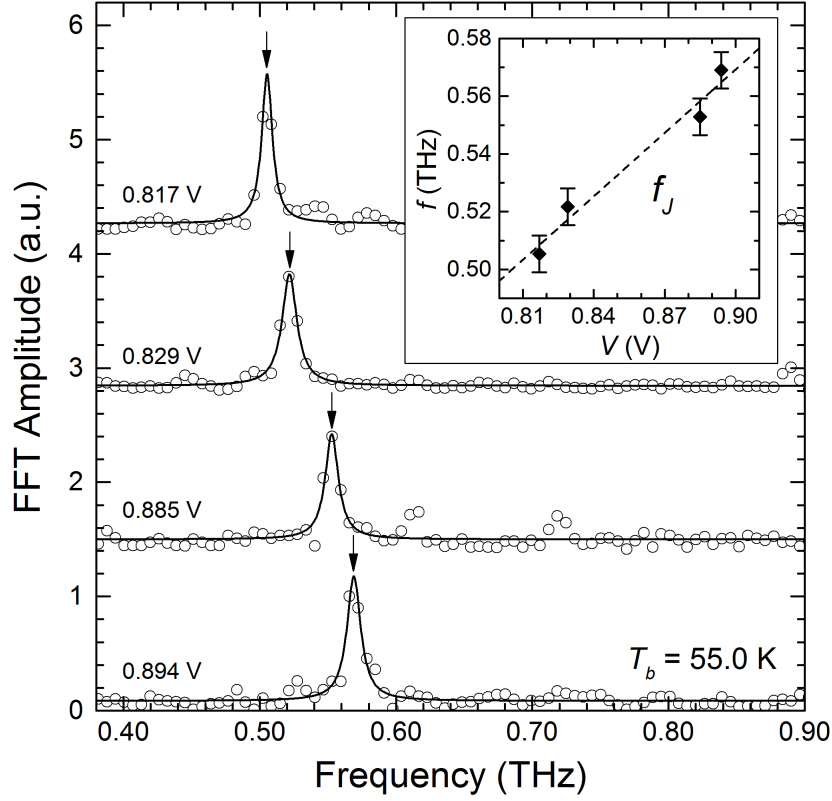 6
5
4
3
2
1
0
FFT Amplitude (a.u.)
0.40
0.50
0.60
0.70
0.80
0.90
Frequency (THz)
0.817 V
0.829 V
0.885 V
0.894 V
T_b = 55.0 K
0.58
0.56
0.54
0.52
0.50
f (THz)
f_J
0.81
0.84
0.87
0.90
V (V)